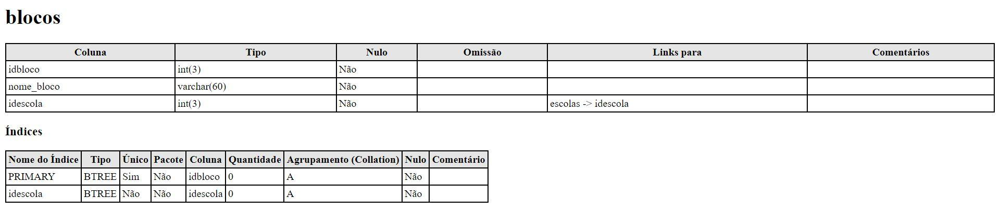 blocos
Coluna Tipo Nulo Omissão Links para Comentários
idbloco int(3) Não
nome_bloco varchar(60) Não
idescola int(3) Não escolas -> idescola
Índices
Nome do Índice Tipo Único Pacote Coluna Quantidade Agrupamento (Collation) Nulo Comentário
PRIMARY BTREE Sim Não idbloco 0 A Não
idescola BTREE Não Não idescola 0 A Não